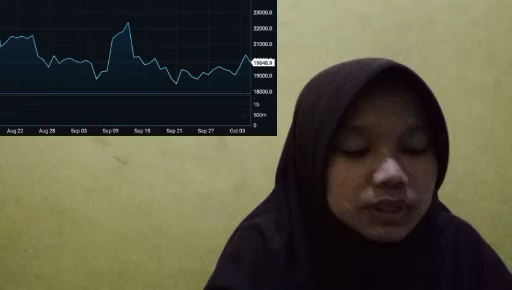 23000.0
22000.0
21000.0
19848.9
19000.0
18000.0
1b
500m
0
Aug 22 Aug 28 Sep 03 Sep 09 Sep 15 Sep 21 Sep 27 Oct 03